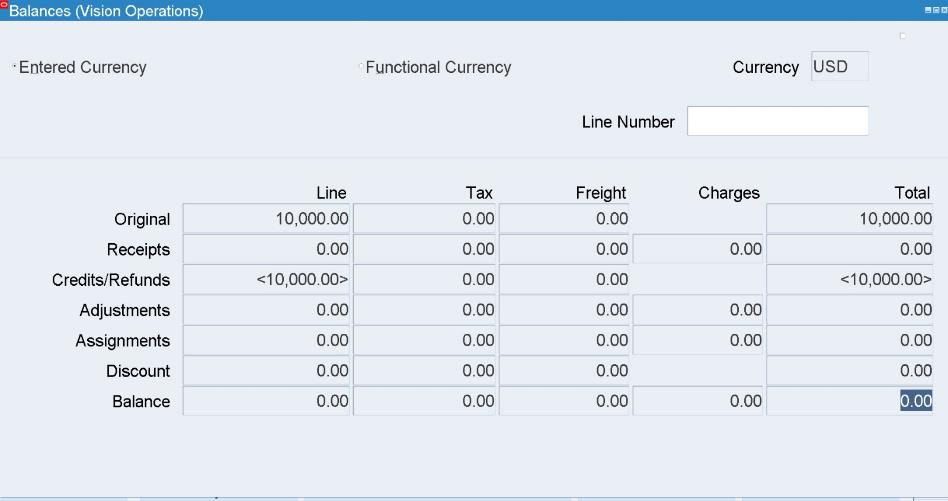 Balances (Vision Operations)
Entered Currency Functional Currency Currency USD
Line Number
Line Tax Freight Charges Total
Original 10,000.00 0.00 0.00 10,000.00
Receipts 0.00 0.00 0.00 0.00 0.00
Credits/Refunds <10,000.00> 0.00 0.00 <10,000.00>
Adjustments 0.00 0.00 0.00 0.00 0.00
Assignments 0.00 0.00 0.00 0.00 0.00
Discount 0.00 0.00 0.00 0.00
Balance 0.00 0.00 0.00 0.00 0.00